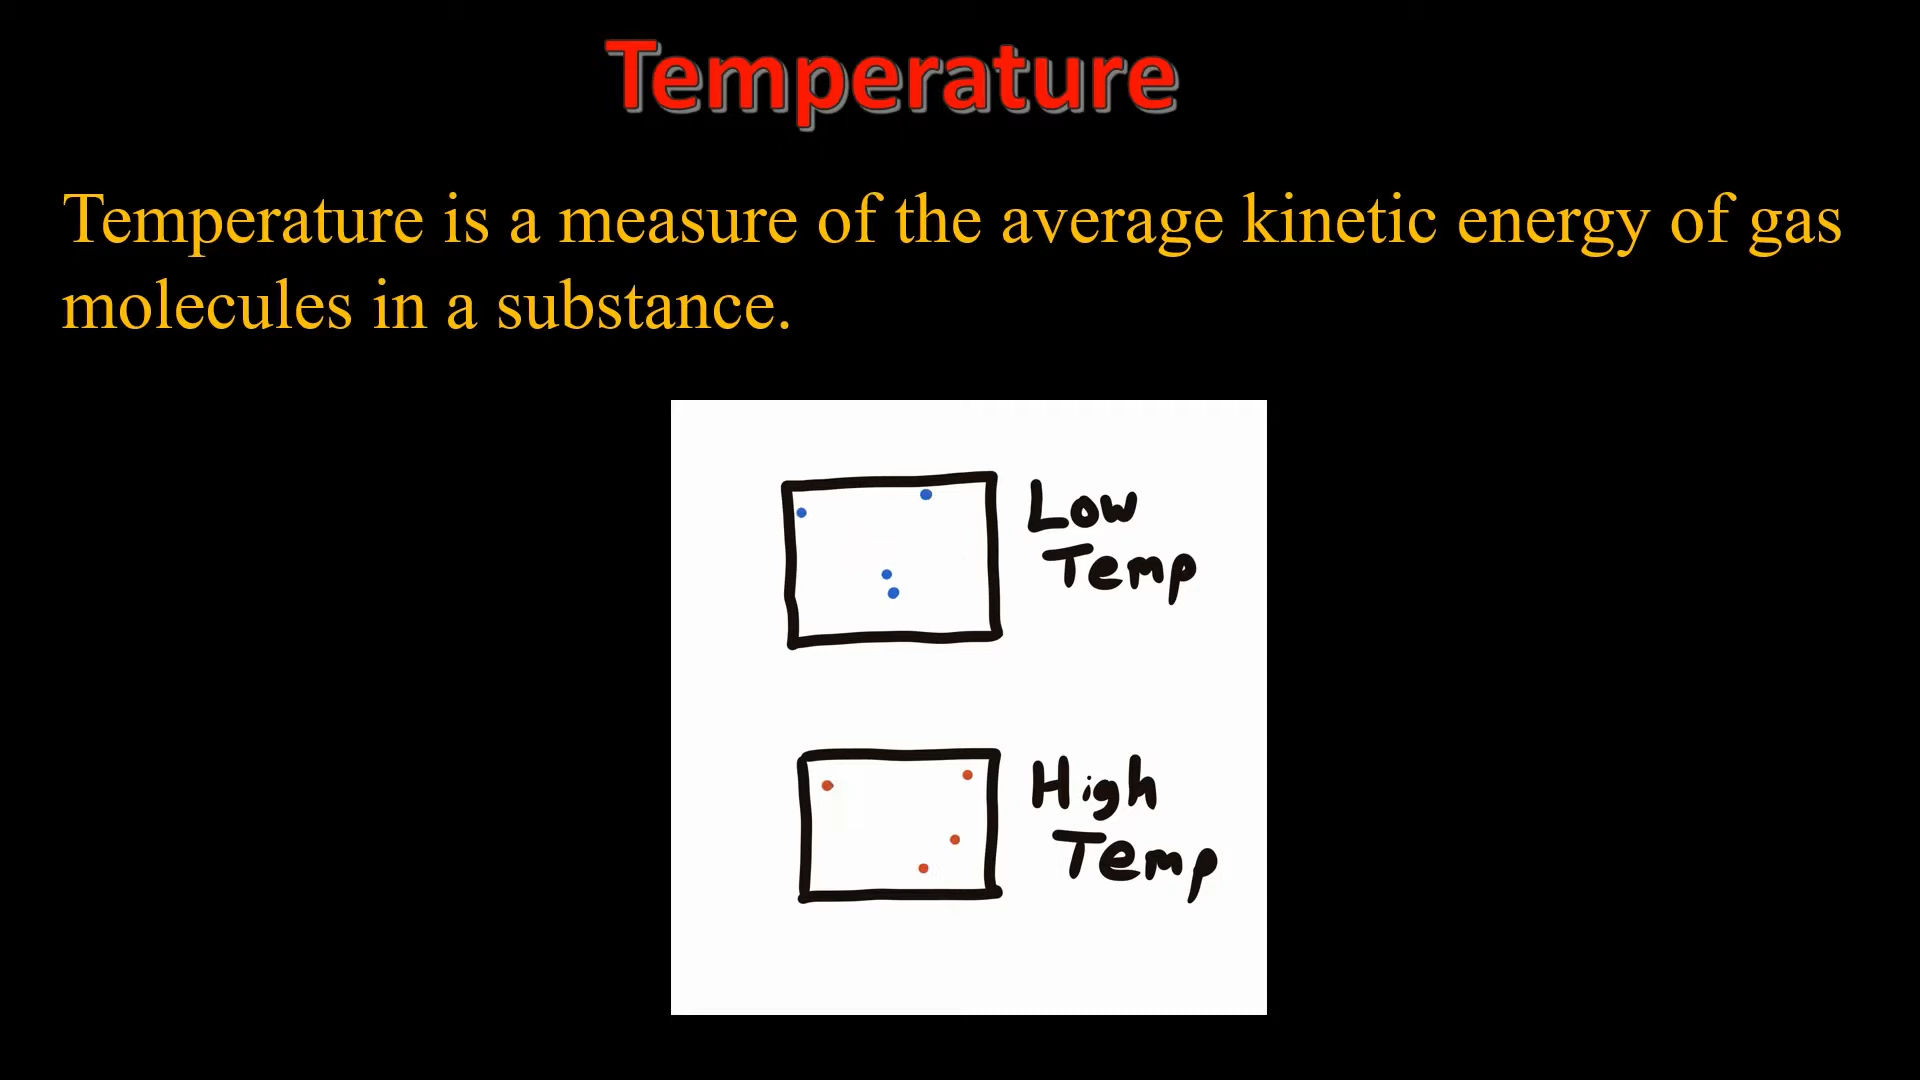 Temperature
Temperature is a measure of the average kinetic energy of gas
molecules in a substance.
Low
Temp
High
Temp